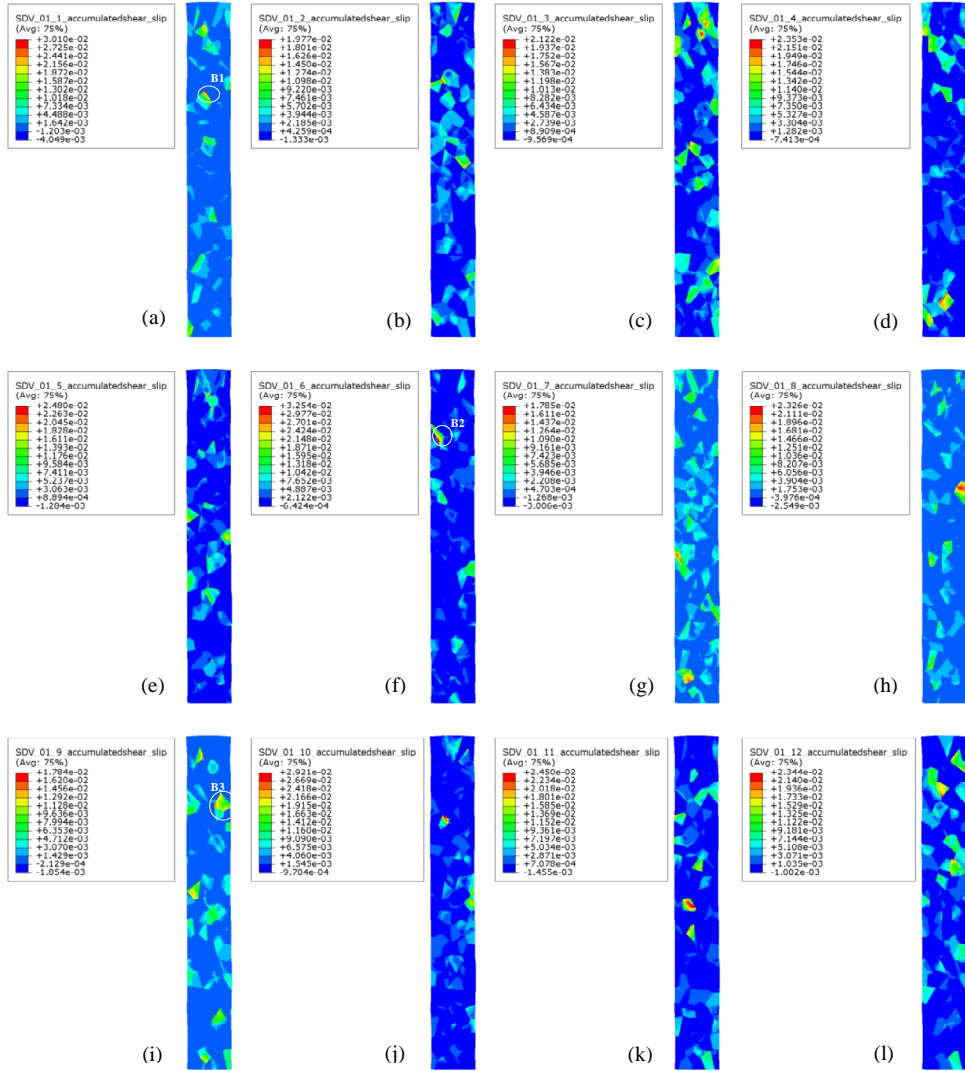 SDV_01_1_accumulatedshear_slip
(Avg: 75%)
+3.010e-02
+2.725e-02
+2.441e-02
+2.156e-02
+1.872e-02
+1.587e-02
+1.302e-02
+1.018e-02
+7.334e-03
+4.488e-03
+1.642e-03
-1.203e-03
-4.049e-03
B1
(a)
SDV_01_2_accumulatedshear_slip
(Avg: 75%)
+1.977e-02
+1.801e-02
+1.626e-02
+1.450e-02
+1.274e-02
+1.098e-02
+9.220e-03
+7.461e-03
+5.702e-03
+3.944e-03
+2.185e-03
+4.259e-04
-1.333e-03
(b)
SDV_01_3_accumulatedshear_slip
(Avg: 75%)
+2.122e-02
+1.937e-02
+1.752e-02
+1.567e-02
+1.383e-02
+1.198e-02
+1.013e-02
+8.282e-03
+6.434e-03
+4.587e-03
+2.739e-03
+8.909e-04
-9.569e-04
(c)
SDV_01_4_accumulatedshear_slip
(Avg: 75%)
+2.353e-02
+2.151e-02
+1.949e-02
+1.746e-02
+1.544e-02
+1.342e-02
+1.140e-02
+9.373e-03
+7.350e-03
+5.327e-03
+3.304e-03
+1.282e-03
-7.413e-04
(d)
SDV_01_5_accumulatedshear_slip
(Avg: 75%)
+2.480e-02
+2.263e-02
+2.045e-02
+1.828e-02
+1.611e-02
+1.393e-02
+1.176e-02
+9.584e-03
+7.411e-03
+5.237e-03
+3.063e-03
+8.894e-04
-1.284e-03
(e)
SDV_01_6_accumulatedshear_slip
(Avg: 75%)
+3.254e-02
+2.977e-02
+2.701e-02
+2.424e-02
+2.148e-02
+1.871e-02
+1.595e-02
+1.318e-02
+1.042e-02
+7.652e-03
+4.887e-03
+2.122e-03
-6.424e-04
B2
(f)
SDV_01_7_accumulatedshear_slip
(Avg: 75%)
+1.785e-02
+1.611e-02
+1.437e-02
+1.264e-02
+1.090e-02
+9.161e-03
+7.423e-03
+5.685e-03
+3.946e-03
+2.208e-03
+4.703e-04
-1.268e-03
-3.006e-03
(g)
SDV_01_8_accumulatedshear_slip
(Avg: 75%)
+2.326e-02
+2.111e-02
+1.896e-02
+1.681e-02
+1.466e-02
+1.251e-02
+1.036e-02
+8.207e-03
+6.056e-03
+3.904e-03
+1.753e-03
-3.976e-04
-2.549e-03
(h)
SDV_01_9_accumulatedshear_slip
(Avg: 75%)
+1.784e-02
+1.620e-02
+1.456e-02
+1.292e-02
+1.128e-02
+9.636e-03
+7.994e-03
+6.353e-03
+4.712e-03
+3.070e-03
+1.429e-03
-2.129e-04
-1.854e-03
B3
(i)
SDV_01_10_accumulatedshear_slip
(Avg: 75%)
+2.921e-02
+2.669e-02
+2.418e-02
+2.166e-02
+1.915e-02
+1.663e-02
+1.412e-02
+1.160e-02
+9.090e-03
+6.575e-03
+4.060e-03
+1.545e-03
-9.704e-04
(j)
SDV_01_11_accumulatedshear_slip
(Avg: 75%)
+2.450e-02
+2.234e-02
+2.018e-02
+1.801e-02
+1.585e-02
+1.369e-02
+1.152e-02
+9.361e-03
+7.197e-03
+5.034e-03
+2.871e-03
+7.078e-04
-1.455e-03
(k)
SDV_01_12_accumulatedshear_slip
(Avg: 75%)
+2.344e-02
+2.140e-02
+1.936e-02
+1.733e-02
+1.529e-02
+1.325e-02
+1.122e-02
+9.181e-03
+7.144e-03
+5.108e-03
+3.071e-03
+1.035e-03
-1.002e-03
(l)